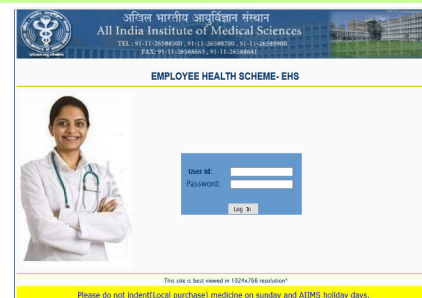 अखिल भारतीय आयुर्विज्ञान संस्थान
All India Institute of Medical Sciences
TEL : 91-11-26588500 , 91-11-26588700 , 91-11-26589900
FAX: 91-11-26588663, 91-11-26588641
EMPLOYEE HEALTH SCHEME- EHS
User Id:
Password:
Log In
This site is best viewed in 1024x768 resolution*
Please do not indent(Local purchase) medicine on sunday and AIIMS holiday days.